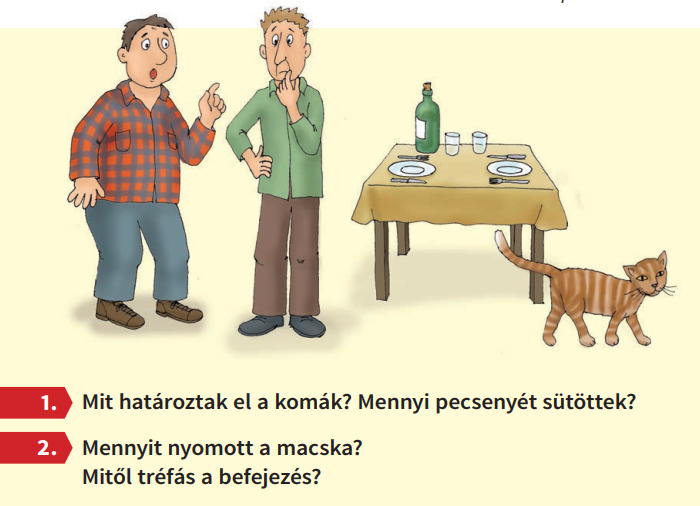 1. Mit határoztak el a komák? Mennyi pecsenyét sütöttek?
2. Mennyit nyomott a macska?
Mitől tréfás a befejezés?